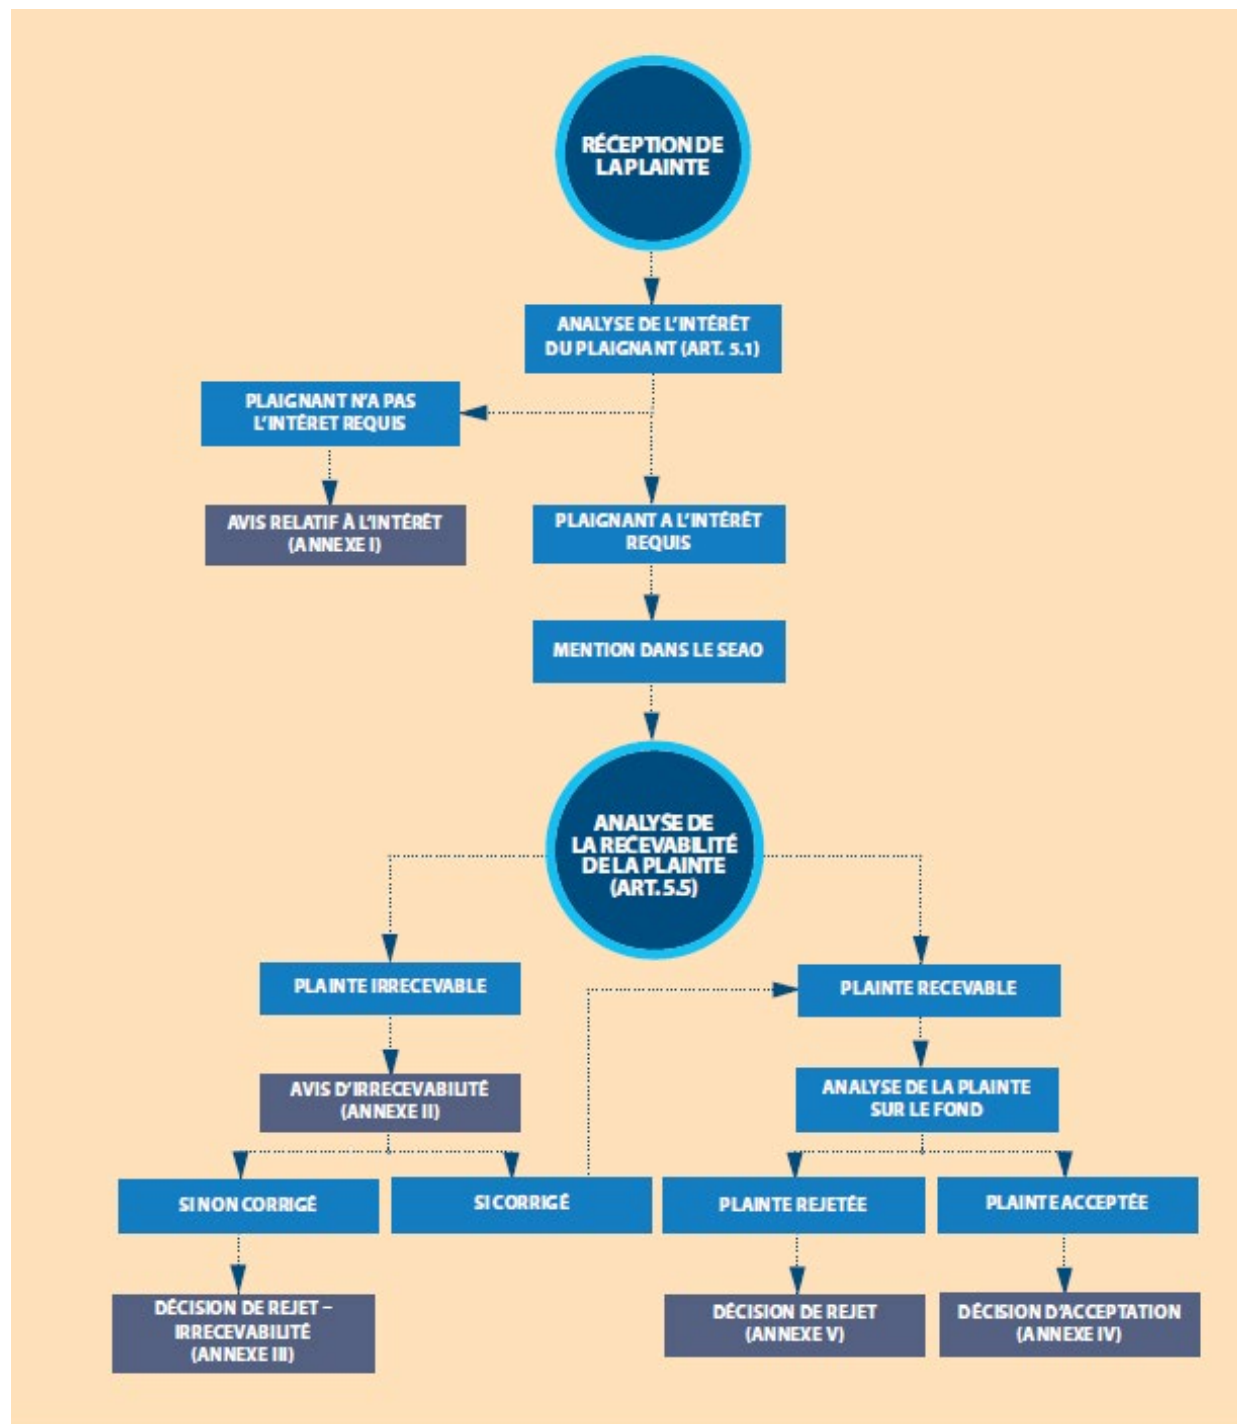 RÉCEPTION DE
LA PLAINTE
ANALYSE DE L'INTÉRÊT
DU PLAIGNANT (ART. 5.1)
PLAIGNANT N'A PAS
L'INTÉRET REQUIS
AVIS RELATIF À L'INTÉRÊT
(ANNEXE I)
PLAIGNANT A L'INTÉRÊT
REQUIS
MENTION DANS LE SEAO
ANALYSE DE
LA RECEVABILITÉ
DE LA PLAINTE
(ART. 5.5)
PLAINTE IRRECEVABLE
PLAINTE RECEVABLE
AVIS D'IRRECEVABILITÉ
(ANNEXE II)
ANALYSE DE LA PLAINTE
SUR LE FOND
SI NON CORRIGÉ
SI CORRIGÉ
PLAINTE REJETÉE
PLAINTE ACCEPTÉE
DÉCISION DE REJET –
IRRECEVABILITÉ
(ANNEXE III)
DÉCISION DE REJET
(ANNEXE V)
DÉCISION D'ACCEPTATION
(ANNEXE IV)